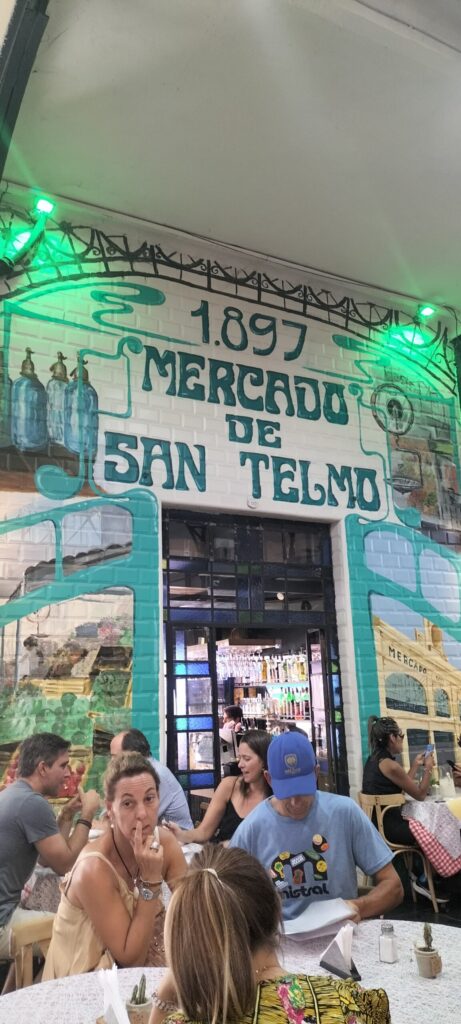 1.897
MERCADO
DE
SAN TELMO
MERCADO
mistral